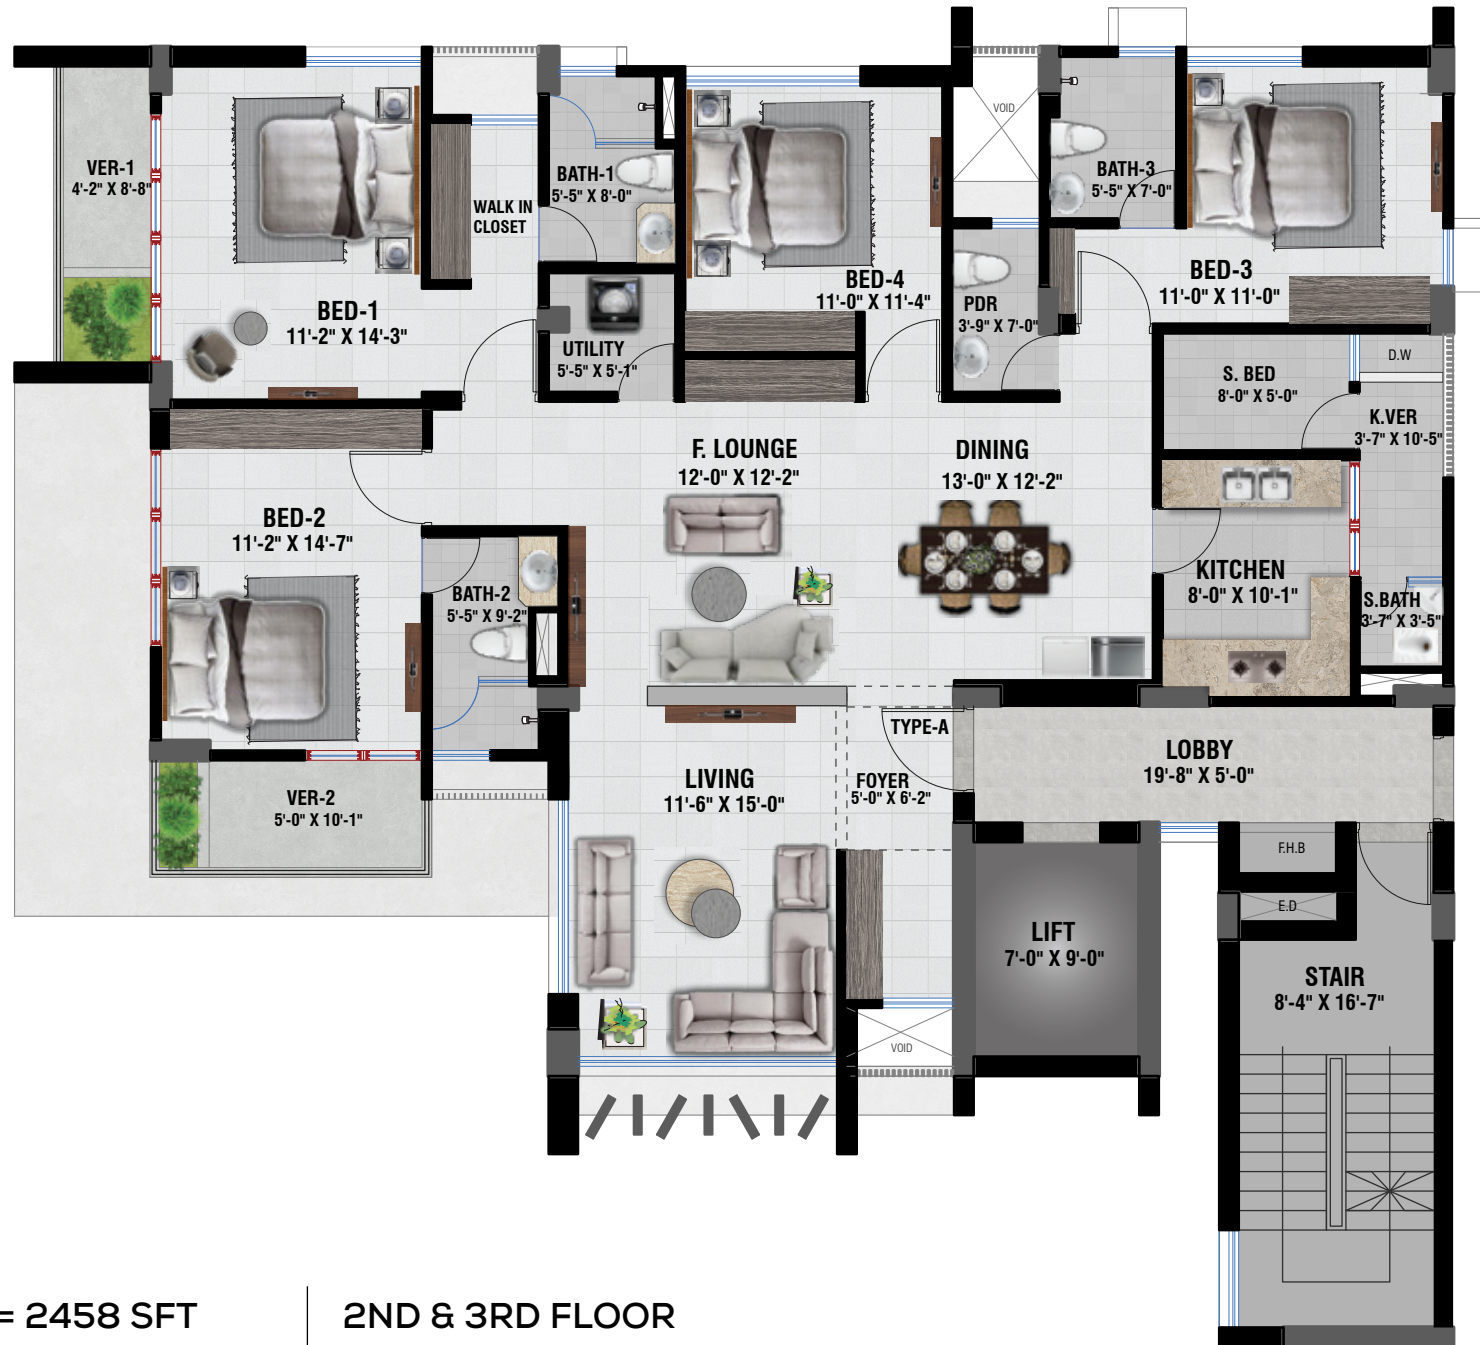 VER-1
4'-2" X 8'-8"
BED-1
11'-2" X 14'-3"
WALK IN
CLOSET
BATH-1
5'-5" X 8'-0"
UTILITY
5'-5" X 5'-1"
BED-4
11'-0" X 11'-4"
VOID
PDR
3'-9" X 7'-0"
BATH-3
5'-5" X 7'-0"
BED-3
11'-0" X 11'-0"
S. BED
8'-0" X 5'-0"
D.W
K.VER
3'-7" X 10'-5"
F. LOUNGE
12'-0" X 12'-2"
DINING
13'-0" X 12'-2"
BED-2
11'-2" X 14'-7"
BATH-2
5'-5" X 9'-2"
KITCHEN
8'-0" X 10'-1"
S.BATH
3'-7" X 3'-5"
TYPE-A
LOBBY
19'-8" X 5'-0"
LIVING
11'-6" X 15'-0"
FOYER
5'-0" X 6'-2"
VER-2
5'-0" X 10'-1"
F.H.B
E.D
LIFT
7'-0" X 9'-0"
STAIR
8'-4" X 16'-7"
VOID
= 2458 SFT
2ND & 3RD FLOOR